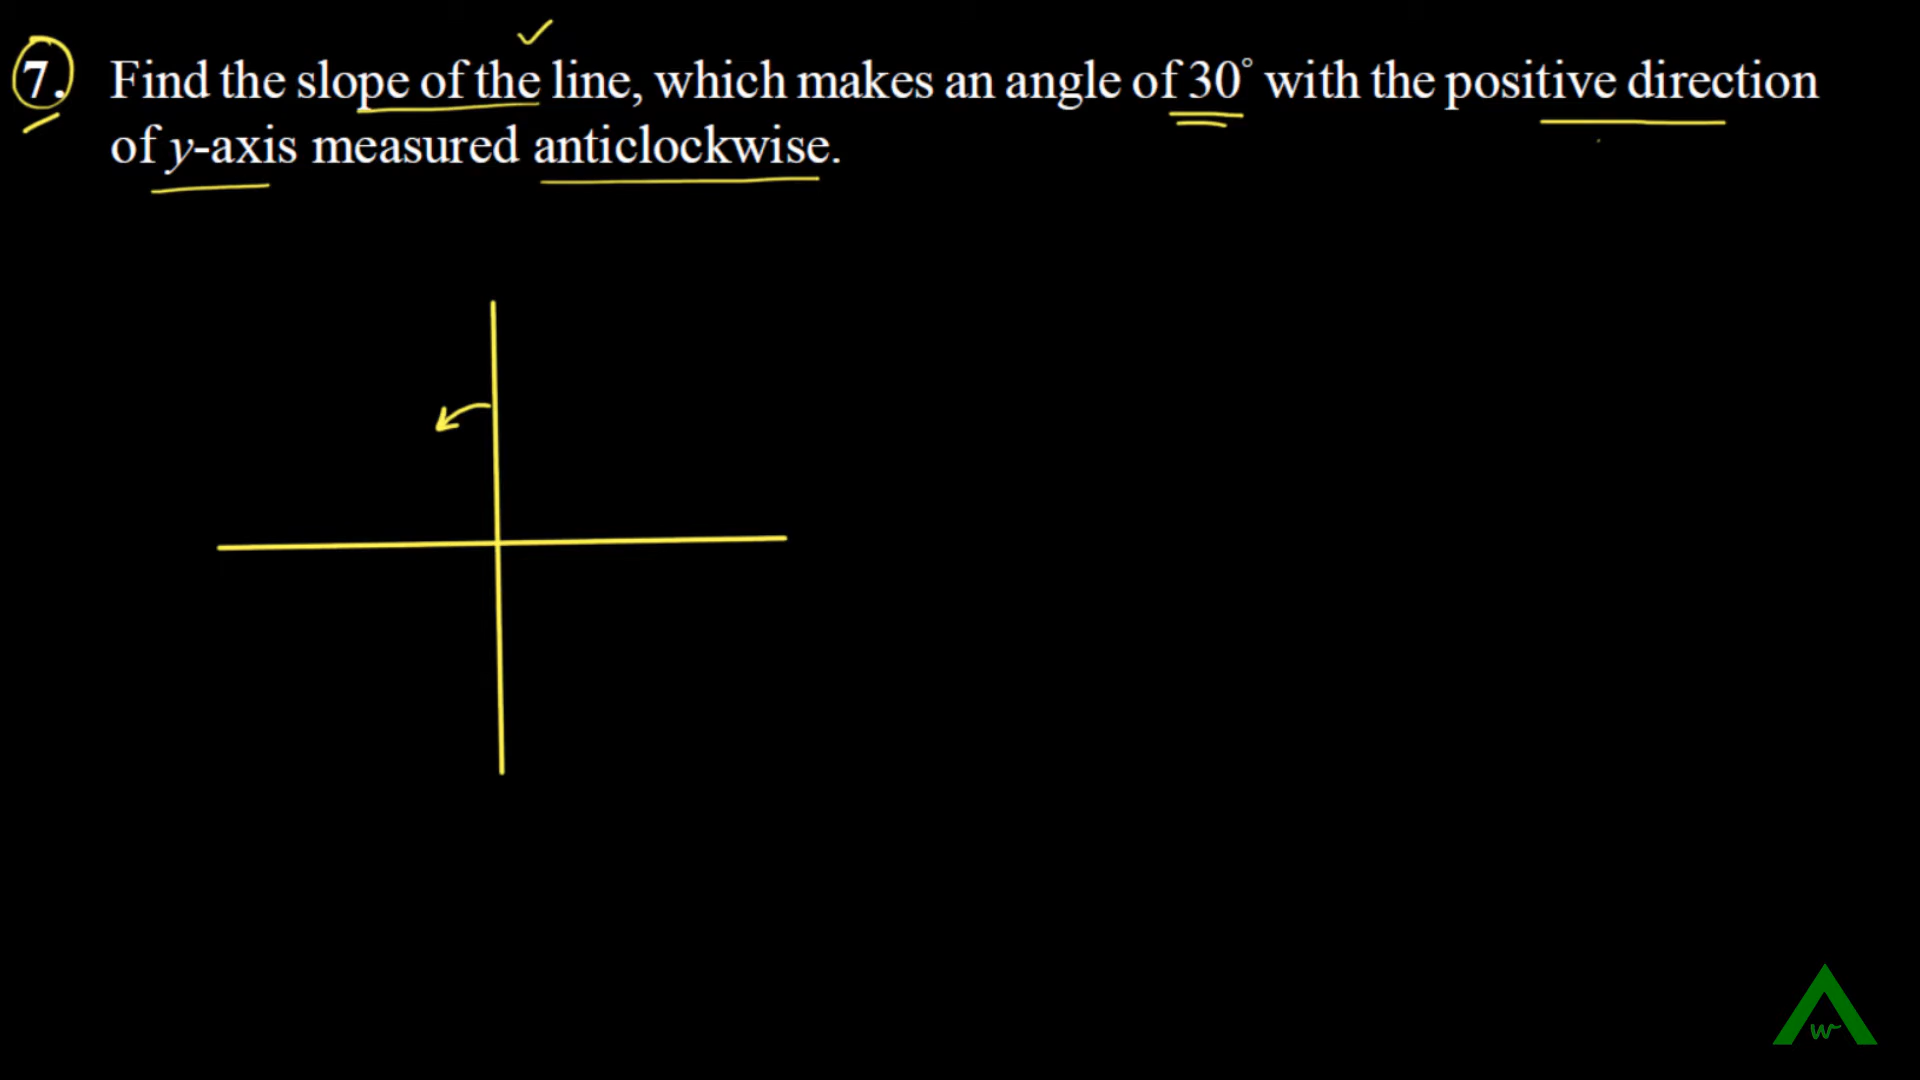 7. Find the slope of the line, which makes an angle of 30° with the positive direction
of y-axis measured anticlockwise.
w